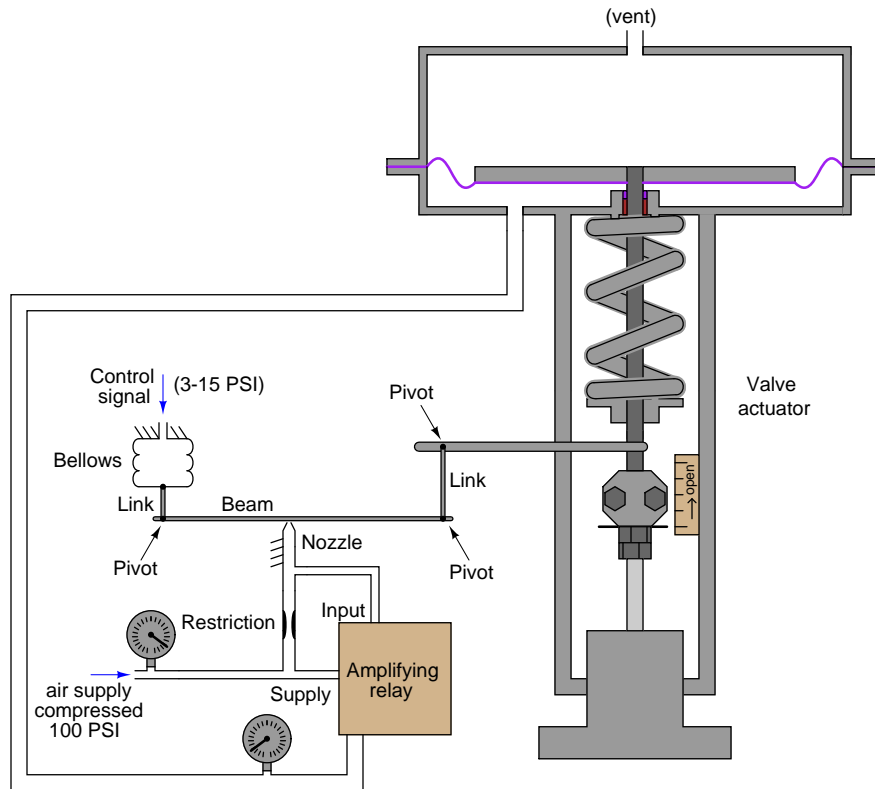 (vent)
Control
signal
(3-15 PSI)
Bellows
Link
Beam
Pivot
Nozzle
Pivot
Link
Pivot
Valve
actuator
→ open
Restriction
Input
Amplifying
relay
Supply
air supply
compressed
100 PSI